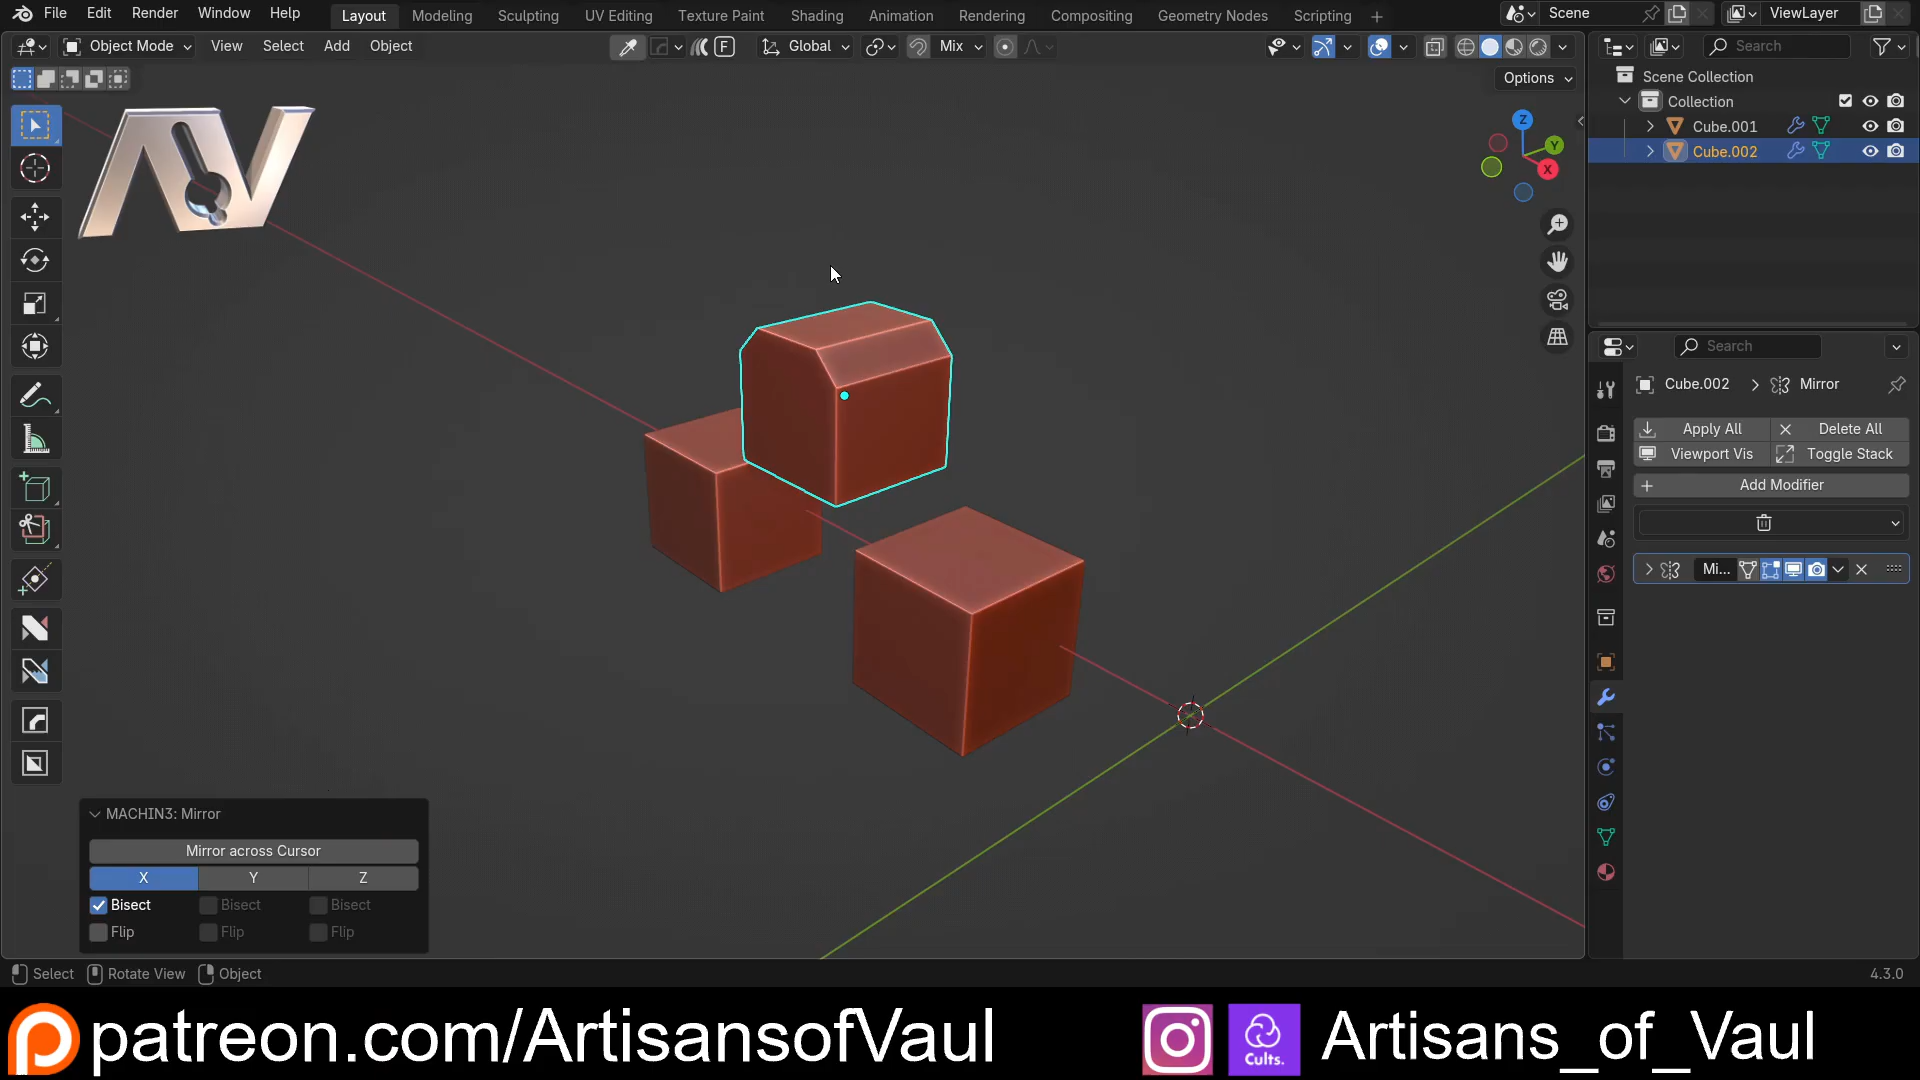 File Edit Render Window Help Layout Modeling Sculpting UV Editing Texture Paint Shading Animation Rendering Compositing Geometry Nodes Scripting Scene ViewLayer
Object Mode View Select Add Object F Global Mix Search
Options
Scene Collection
Collection
Cube.001
Cube.002
Z
Y
X
Search
Cube.002 > Mirror
Apply All Delete All
Viewport Vis Toggle Stack
Add Modifier
Mi...
MACHIN3: Mirror
Mirror across Cursor
X Y Z
Bisect Bisect Bisect
Flip Flip Flip
Select Rotate View Object 4.3.0
patreon.com/ArtisansofVaul Cults. Artisans_of_Vaul